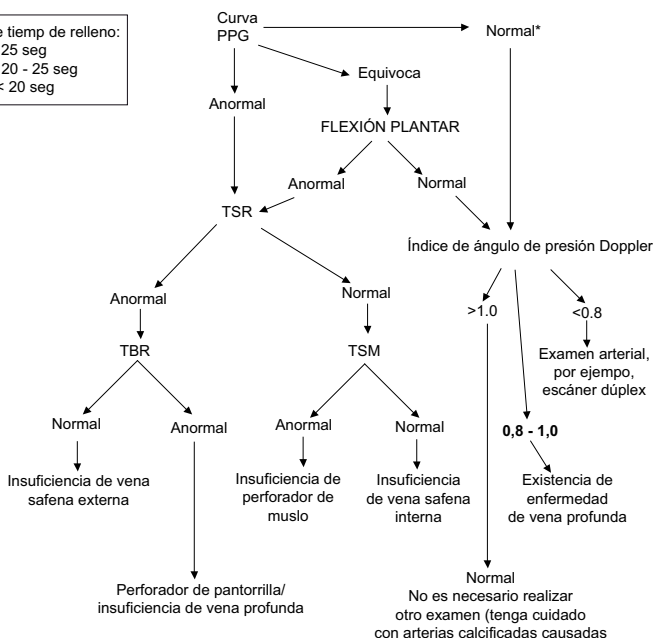 e tiemp de relleno:
25 seg
20 - 25 seg
< 20 seg
Curva
PPG
Normal*
Equivoca
Anormal
FLEXIÓN PLANTAR
Anormal
Normal
TSR
Índice de ángulo de presión Doppler
Anormal
Normal
>1.0
<0.8
TBR
TSM
Examen arterial,
por ejempo,
escáner dúplex
Normal
Anormal
Anormal
Normal
0,8 - 1,0
Insuficiencia de vena
safena externa
Insuficiencia de
perforador de
muslo
Insuficiencia
de vena safena
interna
Existencia de
enfermedad
de vena profunda
Perforador de pantorrilla/
insuficiencia de vena profunda
Normal
No es necesario realizar
otro examen (tenga cuidado
con arterias calcificadas causadas